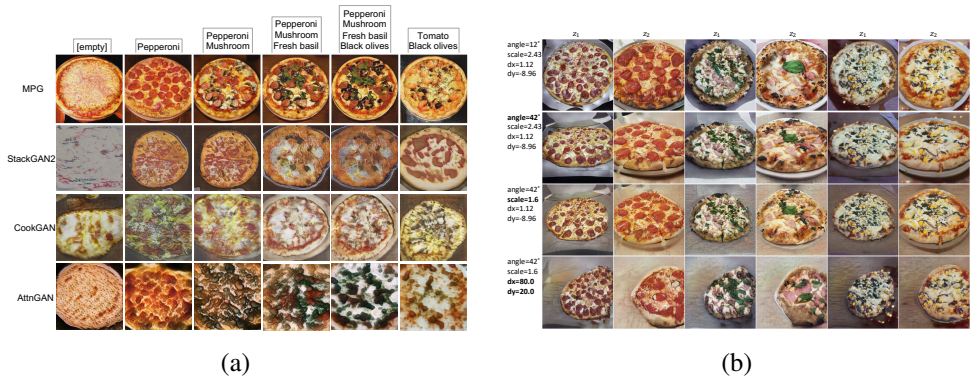 [empty]
Pepperoni
Pepperoni
Mushroom
Pepperoni
Mushroom
Fresh basil
Pepperoni
Mushroom
Fresh basil
Black olives
Tomato
Black olives
MPG
StackGAN2
CookGAN
AttnGAN
(a)
z₁ z₂ z₁ z₂ z₁ z₂
angle=12°
scale=2.43
dx=1.12
dy=-8.96
angle=42°
scale=2.43
dx=1.12
dy=-8.96
angle=42°
scale=1.6
dx=1.12
dy=-8.96
angle=42°
scale=1.6
dx=80.0
dy=20.0
(b)